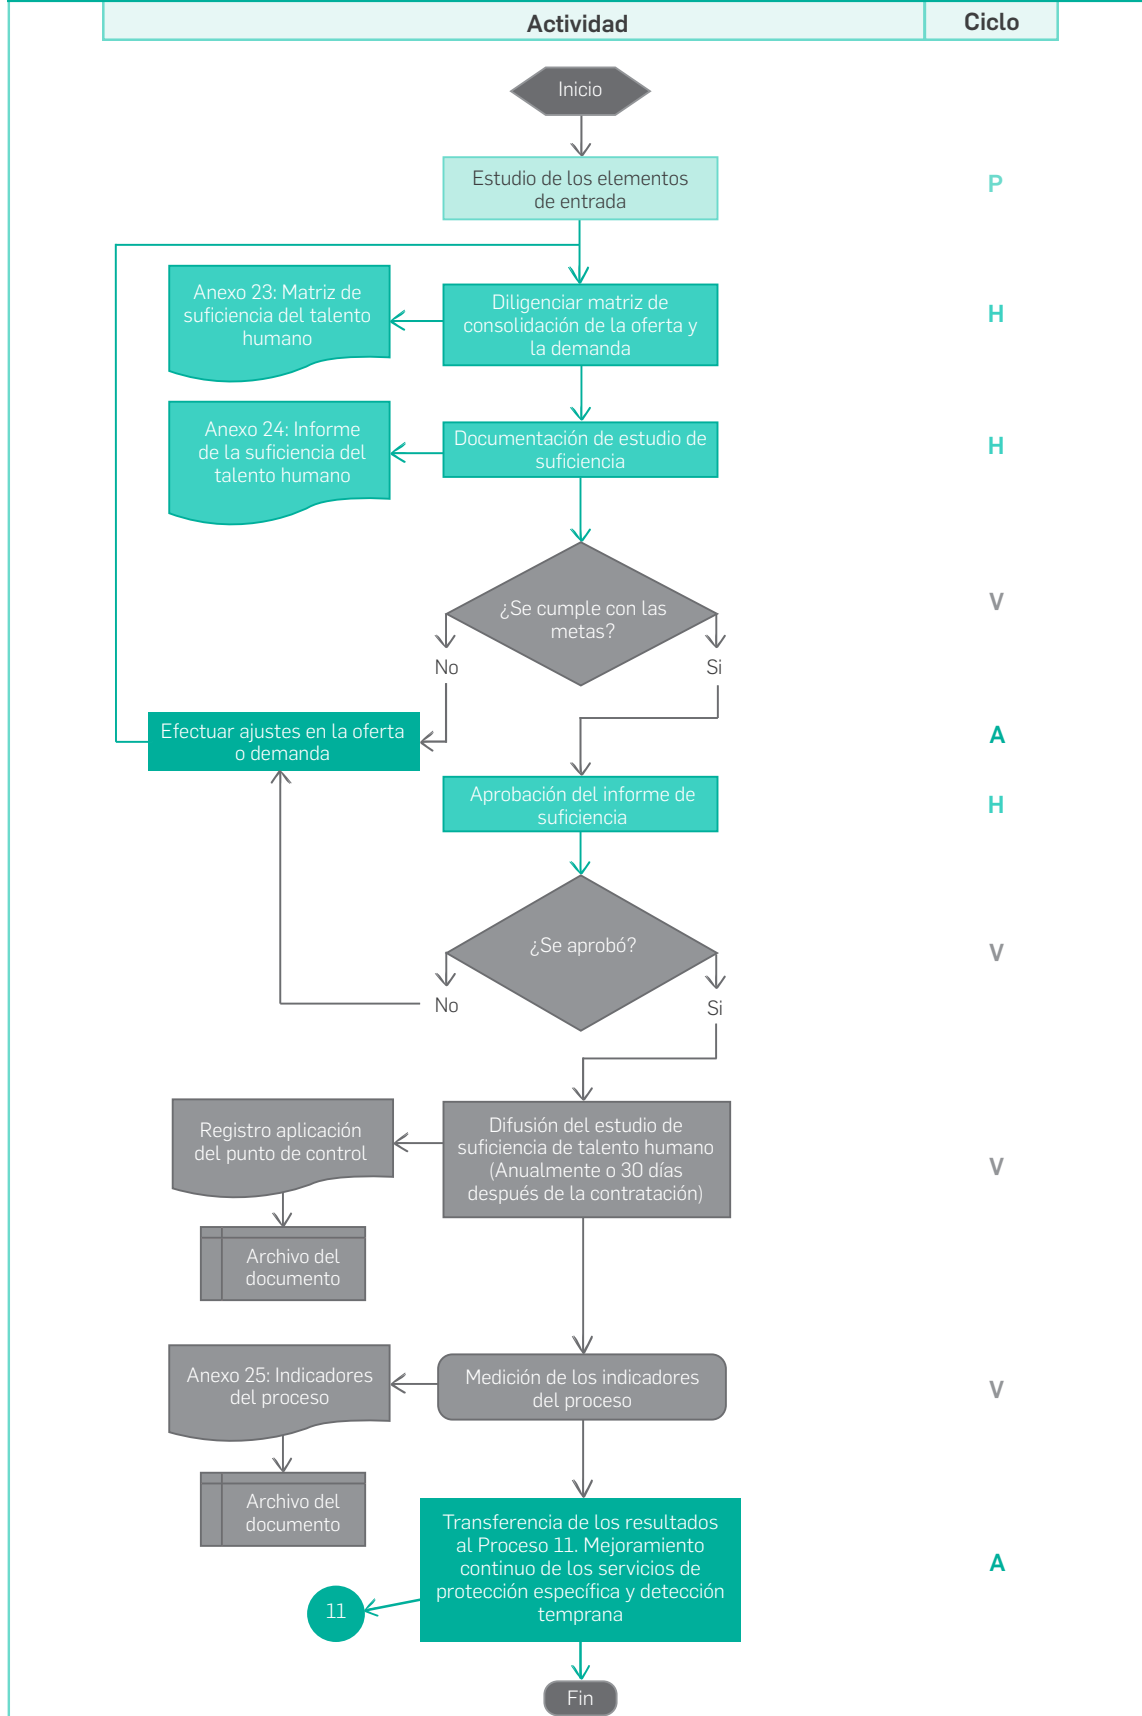 Actividad
Ciclo
Inicio
Estudio de los elementos
de entrada
P
Anexo 23: Matriz de
suficiencia del talento
humano
Diligenciar matriz de
consolidación de la oferta y
la demanda
H
Anexo 24: Informe
de la suficiencia del
talento humano
Documentación de estudio de
suficiencia
H
¿Se cumple con las
metas?
V
No
Si
Efectuar ajustes en la oferta
o demanda
A
Aprobación del informe de
suficiencia
H
¿Se aprobó?
V
No
Si
Registro aplicación
del punto de control
Difusión del estudio de
suficiencia de talento humano
(Anualmente o 30 días
después de la contratación)
V
Archivo del
documento
Anexo 25: Indicadores
del proceso
Medición de los indicadores
del proceso
V
Archivo del
documento
Transferencia de los resultados
al Proceso 11. Mejoramiento
continuo de los servicios de
protección específica y detección
temprana
A
11
Fin